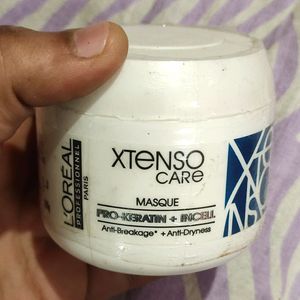 L'ORÉAL
PROFESSIONNEL
PARIS
XTENSO
CARE
MASQUE
PRO-KERATIN + INCELL
Anti-Breakage* + Anti-Dryness